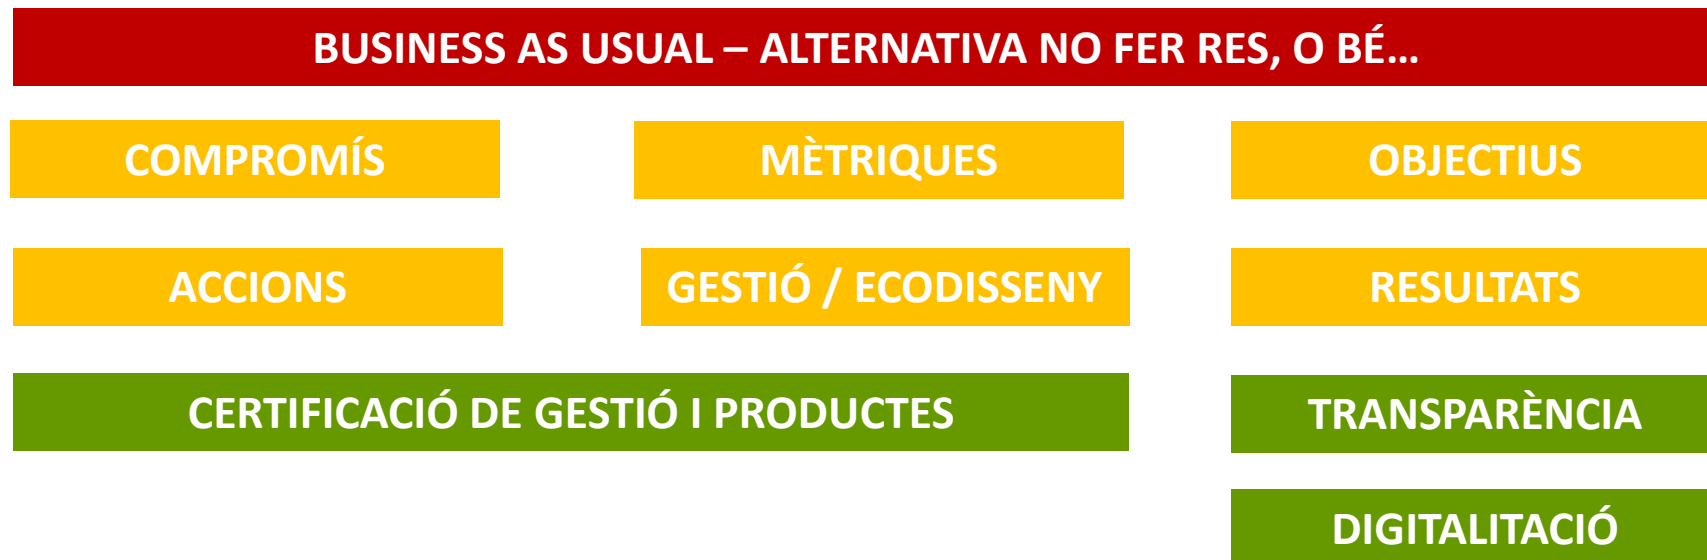 BUSINESS AS USUAL – ALTERNATIVA NO FER RES, O BÉ…
COMPROMÍS
MÈTRIQUES
OBJECTIUS
ACCIONS
GESTIÓ / ECODISSENY
RESULTATS
CERTIFICACIÓ DE GESTIÓ I PRODUCTES
TRANSPARÈNCIA
DIGITALITACIÓ